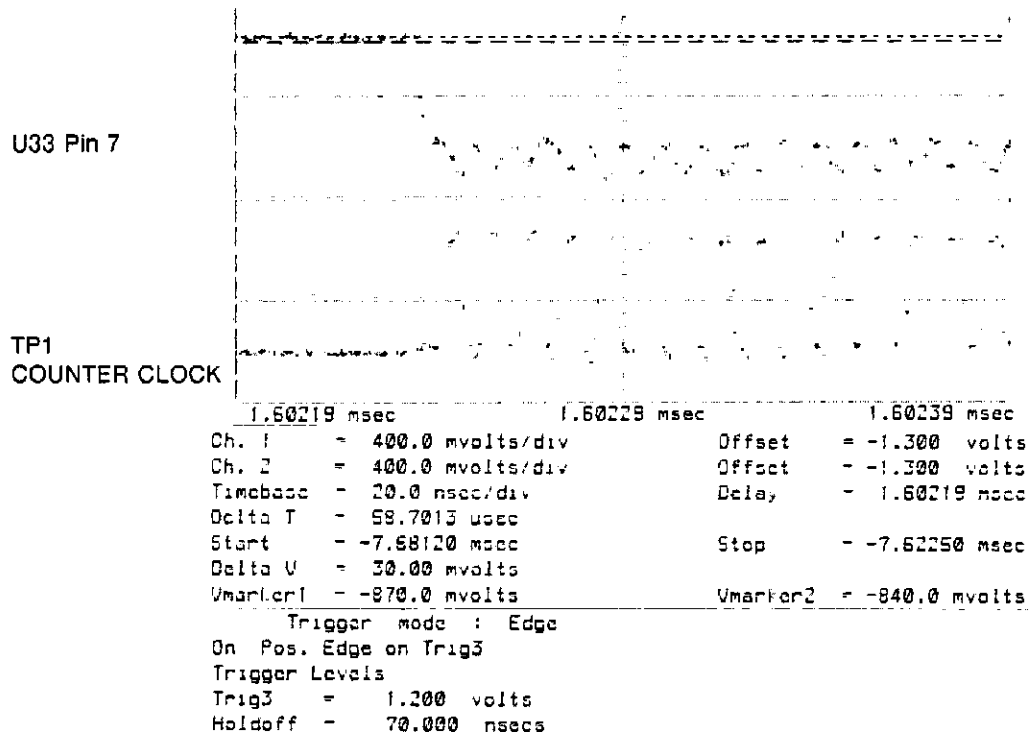 U33 Pin 7
TP1
COUNTER CLOCK
1.60219 msec 1.60229 msec 1.60239 msec
Ch. 1 = 400.0 mvolts/div Offset = -1.300 volts
Ch. 2 = 400.0 mvolts/div Offset = -1.300 volts
Timebase = 20.0 nsec/div Delay = 1.60219 msec
Delta T = 58.7013 usec
Start = -7.68120 msec Stop = -7.62250 msec
Delta V = 30.00 mvolts
Vmarker1 = -870.0 mvolts Vmarker2 = -840.0 mvolts
Trigger mode : Edge
On Pos. Edge on Trig3
Trigger Levels
Trig3 = 1.200 volts
Holdoff = 70.000 nsecs